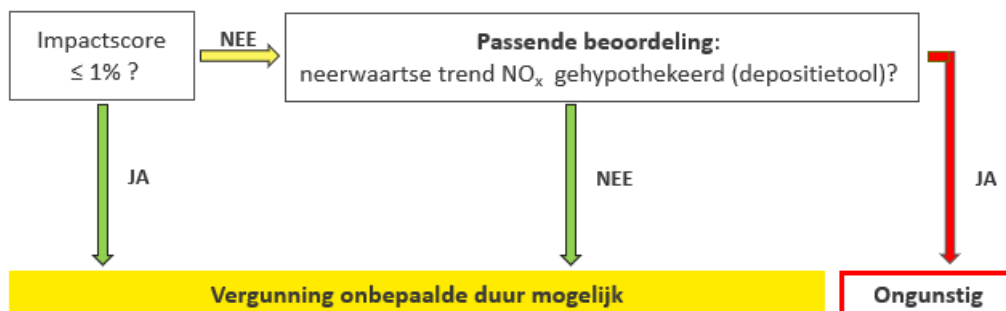 Impactscore
≤ 1% ?
NEE
Passende beoordeling:
neerwaartse trend NOₓ gehypothekeerd (depositietool)?
JA
NEE
JA
Vergunning onbepaalde duur mogelijk
Ongunstig